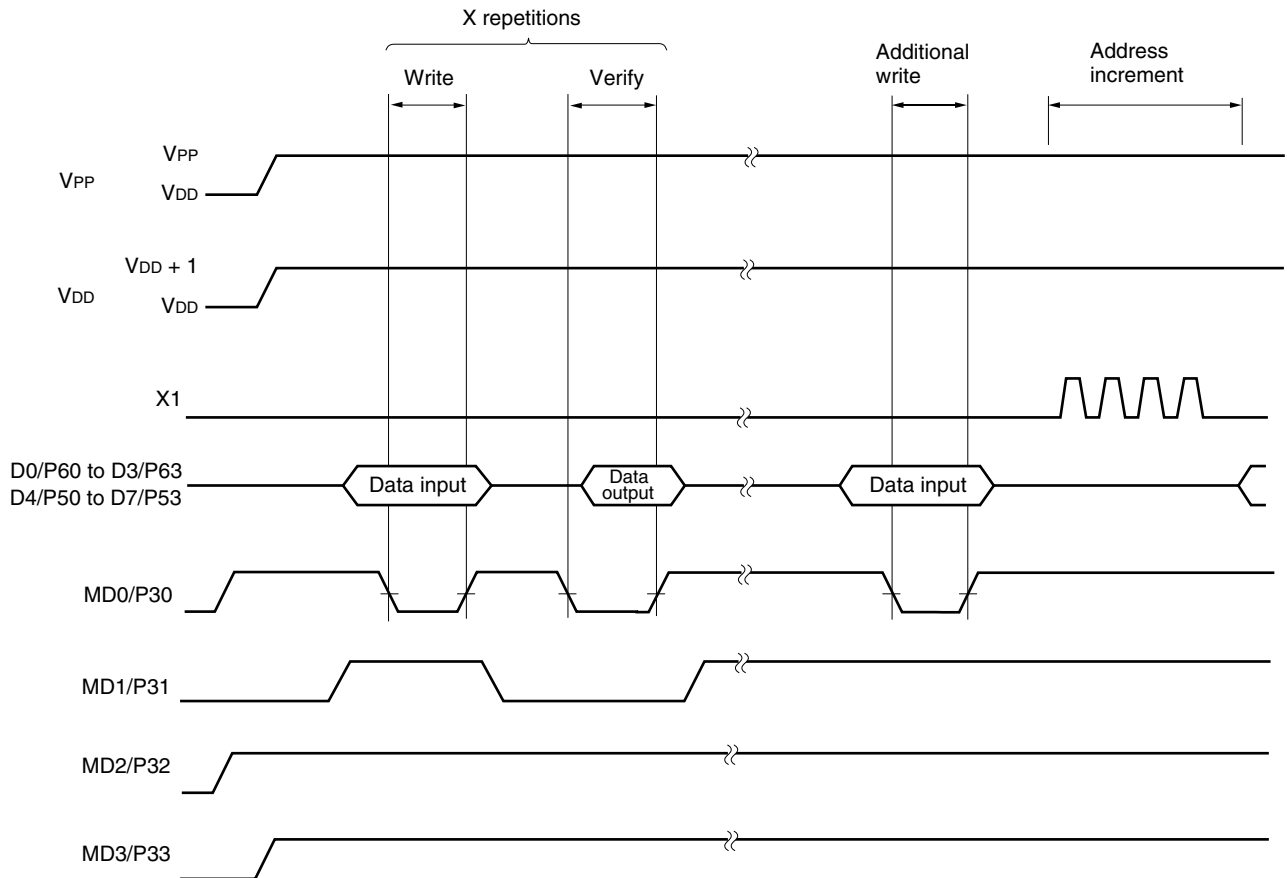 X repetitions
Write
Verify
Additional
write
Address
increment
VPP
VPP
VDD
VDD + 1
VDD
VDD
X1
D0/P60 to D3/P63
D4/P50 to D7/P53
Data input
Data
output
Data input
MD0/P30
MD1/P31
MD2/P32
MD3/P33